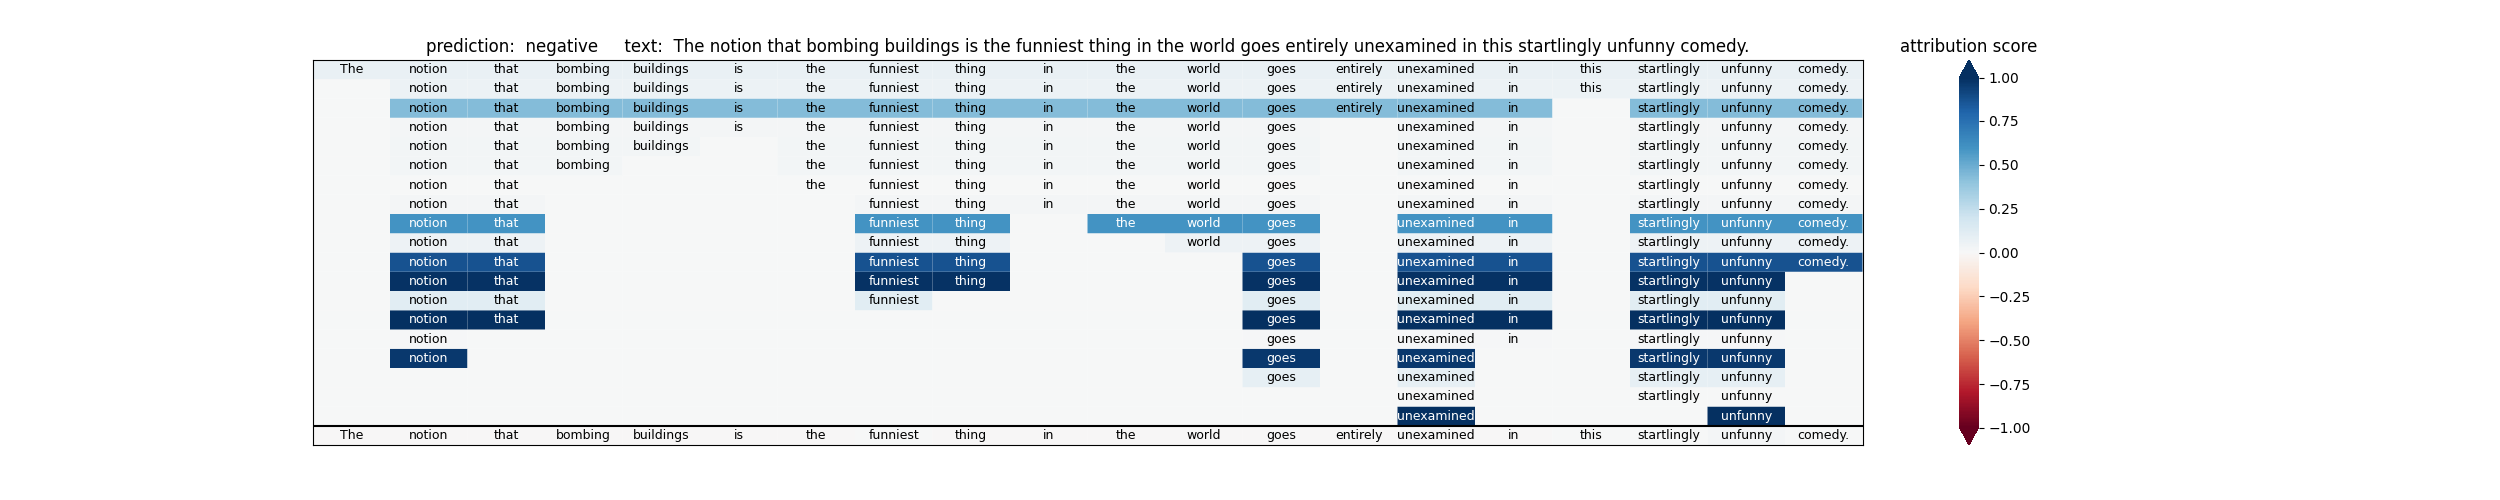 prediction:  negative     text:  The notion that bombing buildings is the funniest thing in the world goes entirely unexamined in this startlingly unfunny comedy.
attribution score
The notion that bombing buildings is the funniest thing in the world goes entirely unexamined in this startlingly unfunny comedy.
notion that bombing buildings is the funniest thing in the world goes entirely unexamined in this startlingly unfunny comedy.
notion that bombing buildings is the funniest thing in the world goes entirely unexamined in startlingly unfunny comedy.
notion that bombing buildings is the funniest thing in the world goes unexamined in startlingly unfunny comedy.
notion that bombing buildings the funniest thing in the world goes unexamined in startlingly unfunny comedy.
notion that bombing the funniest thing in the world goes unexamined in startlingly unfunny comedy.
notion that the funniest thing in the world goes unexamined in startlingly unfunny comedy.
notion that funniest thing in the world goes unexamined in startlingly unfunny comedy.
notion that funniest thing the world goes unexamined in startlingly unfunny comedy.
notion that funniest thing world goes unexamined in startlingly unfunny comedy.
notion that funniest thing goes unexamined in startlingly unfunny comedy.
notion that funniest thing goes unexamined in startlingly unfunny
notion that funniest goes unexamined in startlingly unfunny
notion that goes unexamined in startlingly unfunny
notion goes unexamined in startlingly unfunny
notion goes unexamined startlingly unfunny
goes unexamined startlingly unfunny
unexamined startlingly unfunny
unexamined unfunny
The notion that bombing buildings is the funniest thing in the world goes entirely unexamined in this startlingly unfunny comedy.
1.00
0.75
0.50
0.25
0.00
−0.25
−0.50
−0.75
−1.00